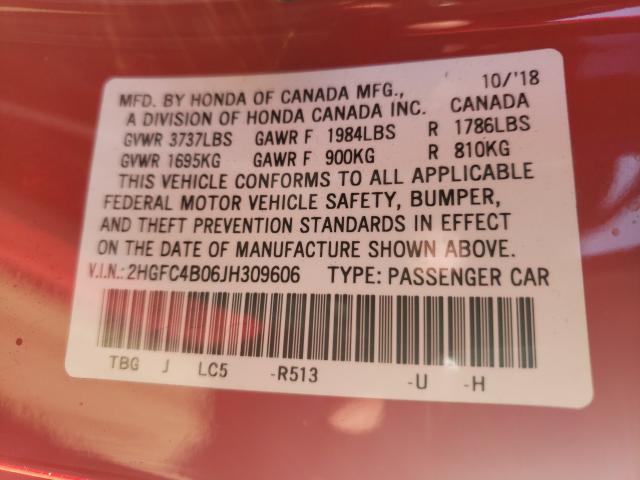 MFD. BY HONDA OF CANADA MFG., 10/'18
A DIVISION OF HONDA CANADA INC. CANADA
GVWR 3737LBS GAWR F 1984LBS R 1786LBS
GVWR 1695KG GAWR F 900KG R 810KG
THIS VEHICLE CONFORMS TO ALL APPLICABLE
FEDERAL MOTOR VEHICLE SAFETY, BUMPER,
AND THEFT PREVENTION STANDARDS IN EFFECT
ON THE DATE OF MANUFACTURE SHOWN ABOVE.
V.I.N.: 2HGFC4B06JH309606 TYPE: PASSENGER CAR
TBG J LC5 -R513 -U -H